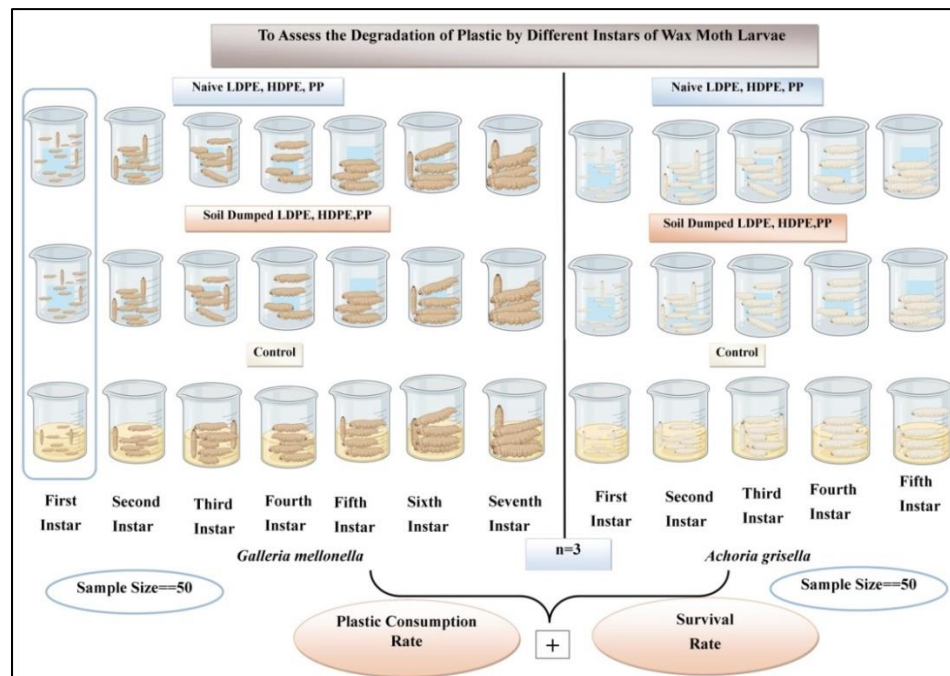 To Assess the Degradation of Plastic by Different Instars of Wax Moth Larvae
Naive LDPE, HDPE, PP
Naive LDPE, HDPE, PP
Soil Dumped LDPE, HDPE,PP
Soil Dumped LDPE, HDPE,PP
Control
Control
First
Instar
Second
Instar
Third
Instar
Fourth
Instar
Fifth
Instar
Sixth
Instar
Seventh
Instar
First
Instar
Second
Instar
Third
Instar
Fourth
Instar
Fifth
Instar
Galleria mellonella
n=3
Achoria grisella
Sample Size==50
Sample Size==50
Plastic Consumption
Rate
+
Survival
Rate